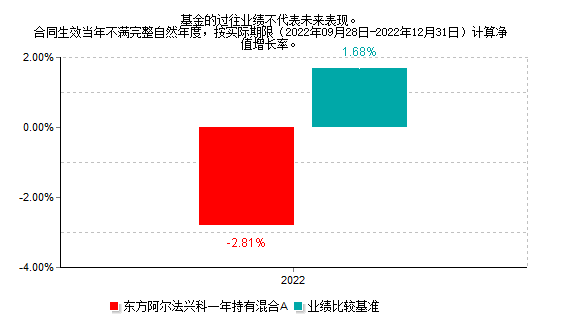 基金的过往业绩不代表未来表现。
合同生效当年不满完整自然年度，按实际期限（2022年09月28日-2022年12月31日）计算净
值增长率。
2.00%
1.68%
0.00%
-2.00%
-2.81%
-4.00%
2022
东方阿尔法兴科一年持有混合A 业绩比较基准